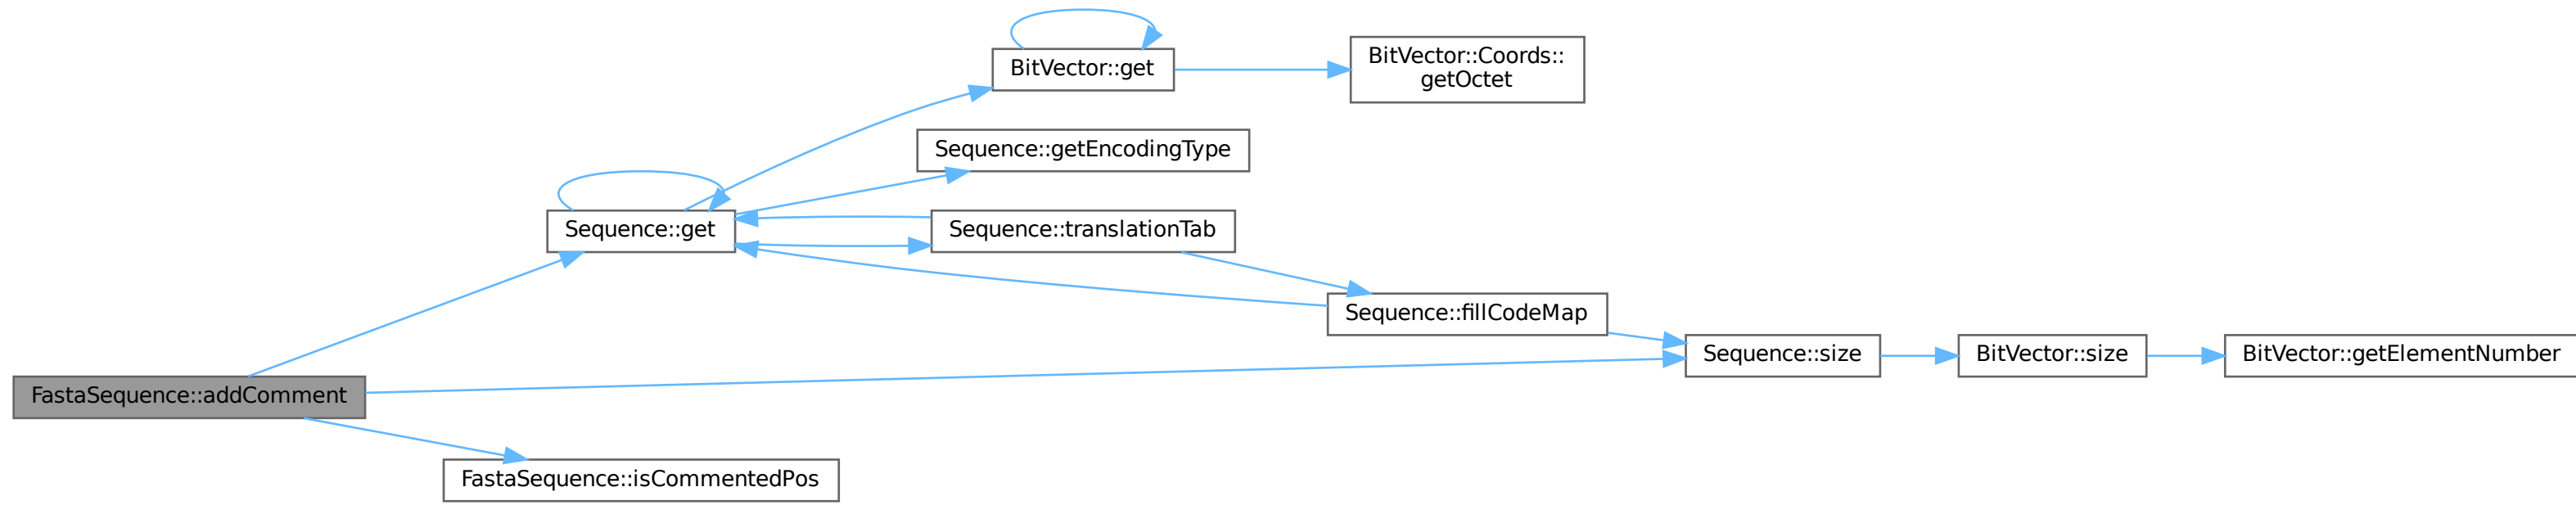 BitVector::get
BitVector::Coords::
getOctet
Sequence::getEncodingType
Sequence::get
Sequence::translationTab
Sequence::fillCodeMap
Sequence::size
BitVector::size
BitVector::getElementNumber
FastaSequence::addComment
FastaSequence::isCommentedPos